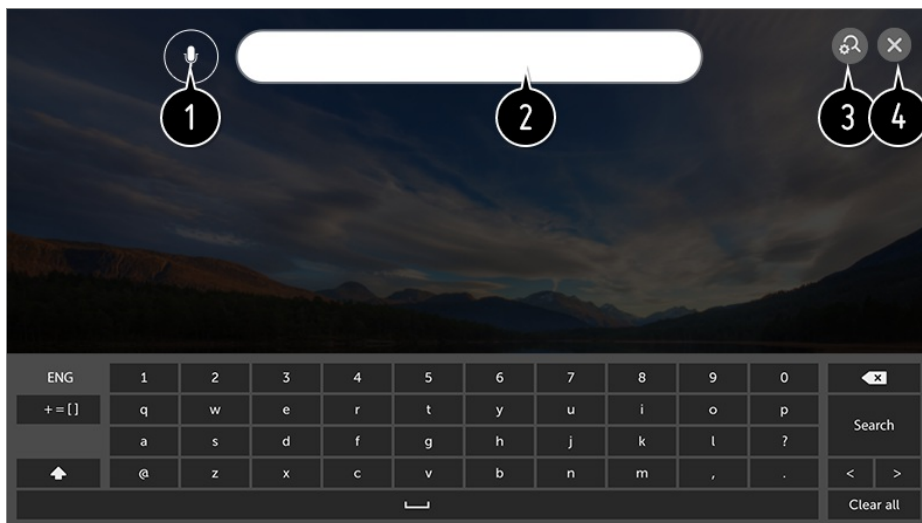 1 2 3 4
ENG 1 2 3 4 5 6 7 8 9 0
+=[] q w e r t y u i o p
Search
a s d f g h j k l ?
@ z x c v b n m , . < >
Clear all